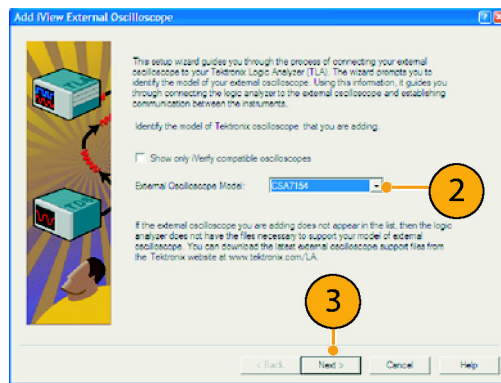 Add iView External Oscilloscope
This setup wizard guides you through the process of connecting your external
oscilloscope to your Tektronix Logic Analyzer (TLA). The wizard prompts you to
identify the model of your external oscilloscope. Using this information, it guides you
through connecting the logic analyzer to the external oscilloscope and establishing
communication between the instruments.
Identify the model of Tektronix oscilloscope that you are adding.
Show only iVerify compatible oscilloscopes
External Oscilloscope Model: CSA7154
2
If the external oscilloscope you are adding does not appear in the list, then the logic
analyzer does not have the files necessary to support your model of external
oscilloscope. You can download the latest external oscilloscope support files from
the Tektronix website at www.tektronix.com/LA.
3
< Back Next > Cancel Help
TLA
TDS